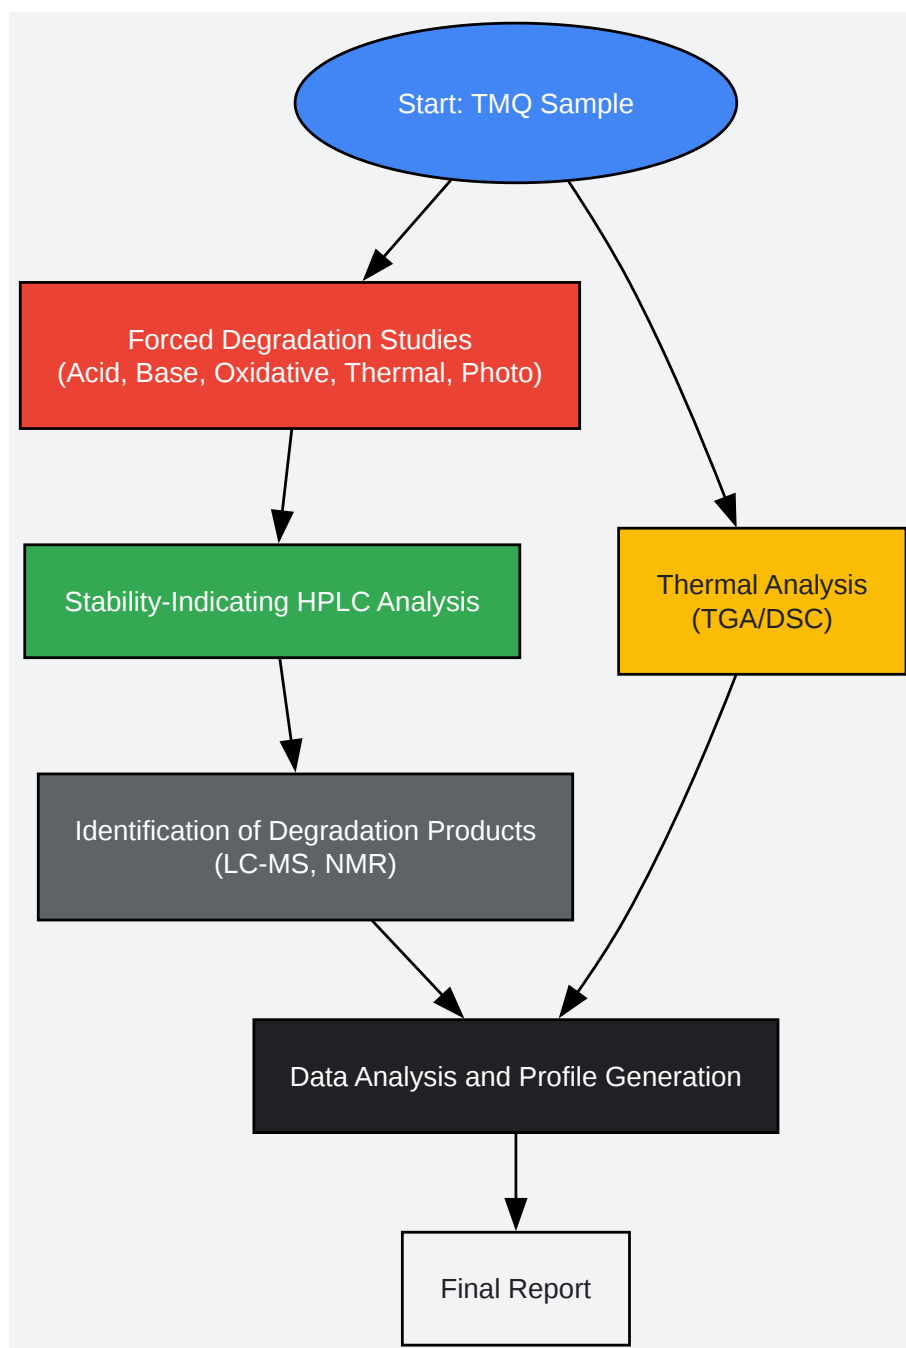 Start: TMQ Sample
Forced Degradation Studies
(Acid, Base, Oxidative, Thermal, Photo)
Stability-Indicating HPLC Analysis
Thermal Analysis
(TGA/DSC)
Identification of Degradation Products
(LC-MS, NMR)
Data Analysis and Profile Generation
Final Report